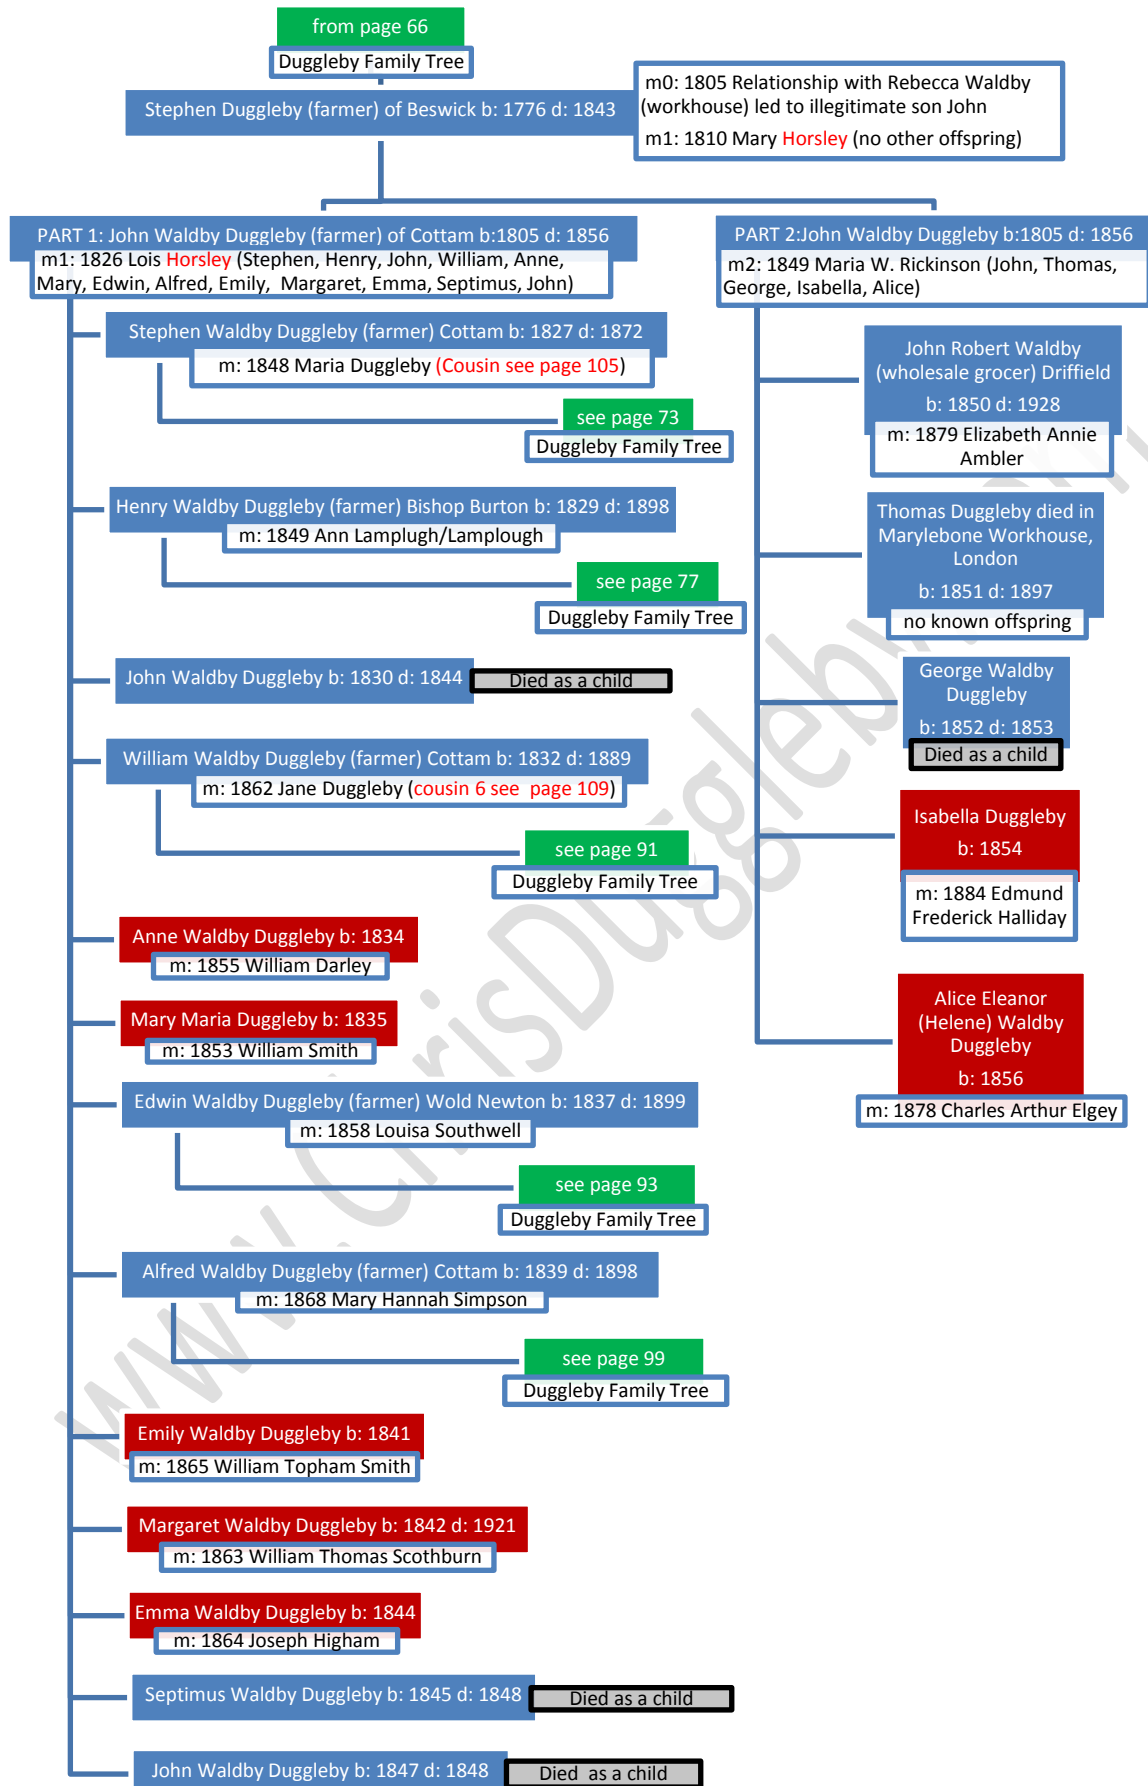 from page 66
Duggleby Family Tree
Stephen Duggleby (farmer) of Beswick b: 1776 d: 1843
m0: 1805 Relationship with Rebecca Waldby
(workhouse) led to illegitimate son John
m1: 1810 Mary Horsley (no other offspring)
PART 1: John Waldby Duggleby (farmer) of Cottam b:1805 d: 1856
m1: 1826 Lois Horsley (Stephen, Henry, John, William, Anne,
Mary, Edwin, Alfred, Emily, Margaret, Emma, Septimus, John)
Stephen Waldby Duggleby (farmer) Cottam b: 1827 d: 1872
m: 1848 Maria Duggleby (Cousin see page 105)
see page 73
Duggleby Family Tree
Henry Waldby Duggleby (farmer) Bishop Burton b: 1829 d: 1898
m: 1849 Ann Lamplugh/Lamplough
see page 77
Duggleby Family Tree
John Waldby Duggleby b: 1830 d: 1844
Died as a child
William Waldby Duggleby (farmer) Cottam b: 1832 d: 1889
m: 1862 Jane Duggleby (cousin 6 see page 109)
see page 91
Duggleby Family Tree
Anne Waldby Duggleby b: 1834
m: 1855 William Darley
Mary Maria Duggleby b: 1835
m: 1853 William Smith
Edwin Waldby Duggleby (farmer) Wold Newton b: 1837 d: 1899
m: 1858 Louisa Southwell
see page 93
Duggleby Family Tree
Alfred Waldby Duggleby (farmer) Cottam b: 1839 d: 1898
m: 1868 Mary Hannah Simpson
see page 99
Duggleby Family Tree
Emily Waldby Duggleby b: 1841
m: 1865 William Topham Smith
Margaret Waldby Duggleby b: 1842 d: 1921
m: 1863 William Thomas Scothburn
Emma Waldby Duggleby b: 1844
m: 1864 Joseph Higham
Septimus Waldby Duggleby b: 1845 d: 1848
Died as a child
John Waldby Duggleby b: 1847 d: 1848
Died as a child
PART 2:John Waldby Duggleby b:1805 d: 1856
m2: 1849 Maria W. Rickinson (John, Thomas,
George, Isabella, Alice)
John Robert Waldby
(wholesale grocer) Driffield
b: 1850 d: 1928
m: 1879 Elizabeth Annie
Ambler
Thomas Duggleby died in
Marylebone Workhouse,
London
b: 1851 d: 1897
no known offspring
George Waldby
Duggleby
b: 1852 d: 1853
Died as a child
Isabella Duggleby
b: 1854
m: 1884 Edmund
Frederick Halliday
Alice Eleanor
(Helene) Waldby
Duggleby
b: 1856
m: 1878 Charles Arthur Elgey